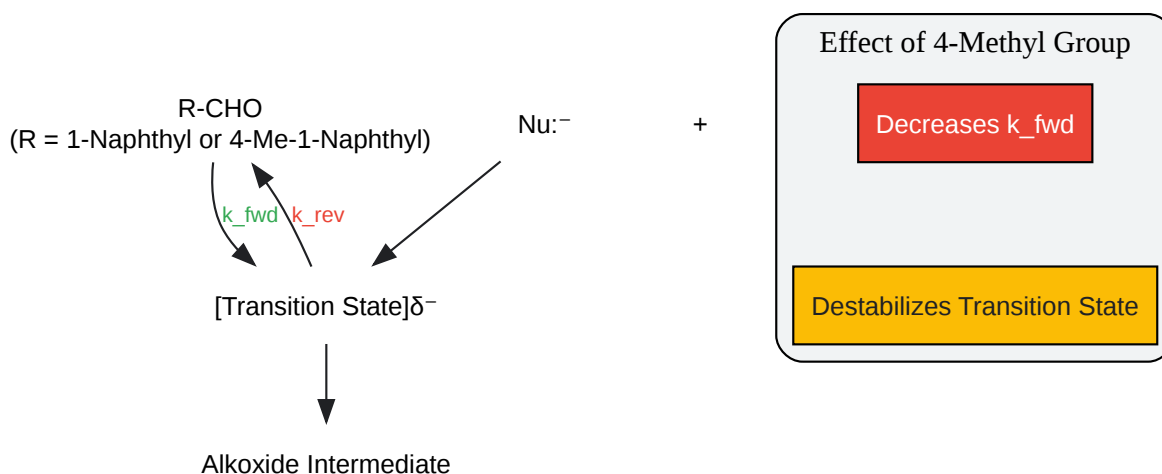 Effect of 4-Methyl Group
R-CHO
(R = 1-Naphthyl or 4-Me-1-Naphthyl)
Nu:⁻
+
Decreases k_fwd
k_fwd
k_rev
[Transition State]δ⁻
Destabilizes Transition State
Alkoxide Intermediate